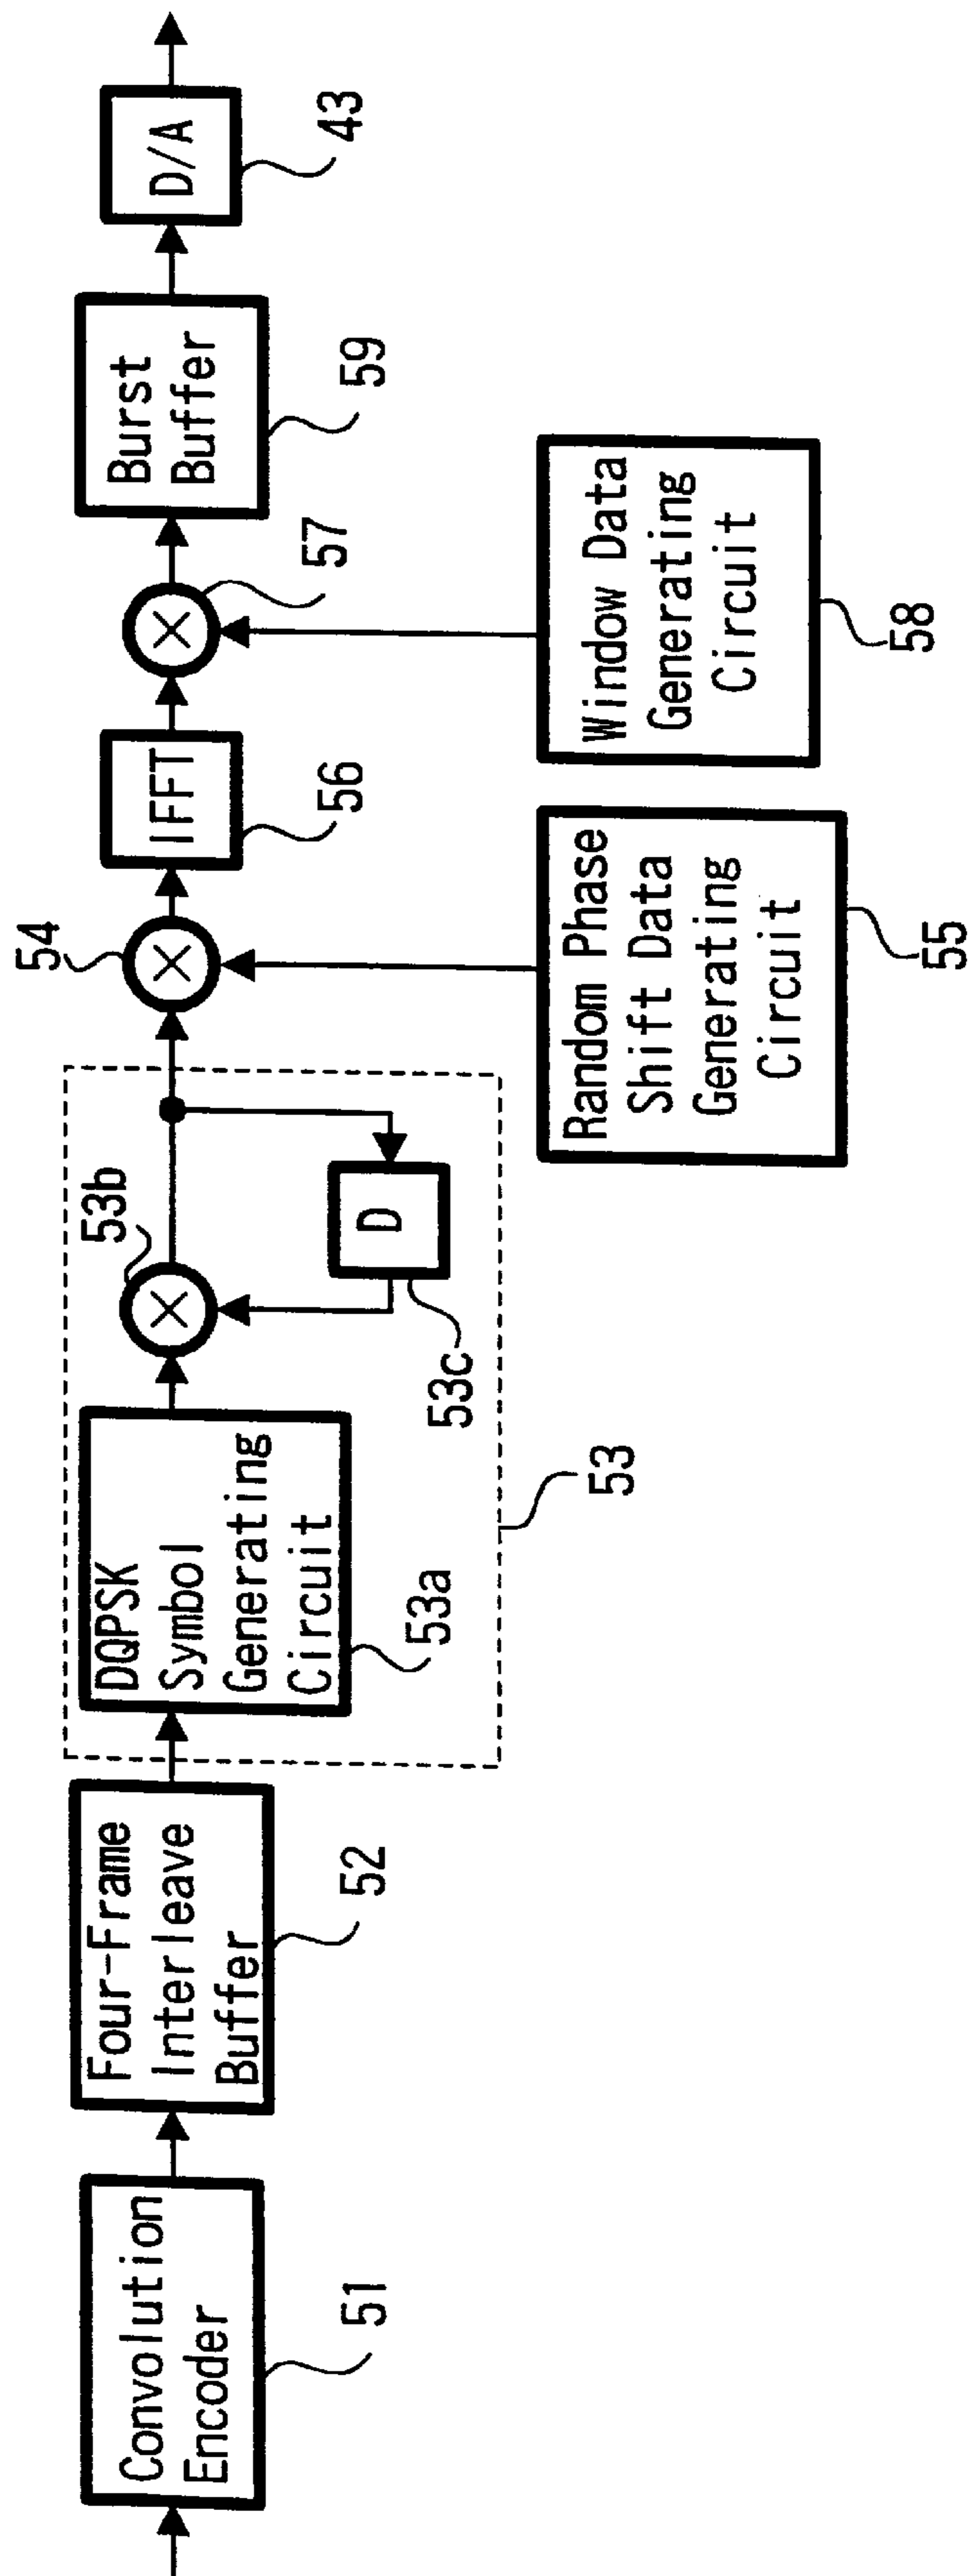 Convolution
Encoder
51
Four-Frame
Interleave
Buffer
52
DQPSK
Symbol
Generating
Circuit
53a
53b
D
53c
53
54
Random Phase
Shift Data
Generating
Circuit
55
IFFT
56
57
Window Data
Generating
Circuit
58
Burst
Buffer
59
D/A
43